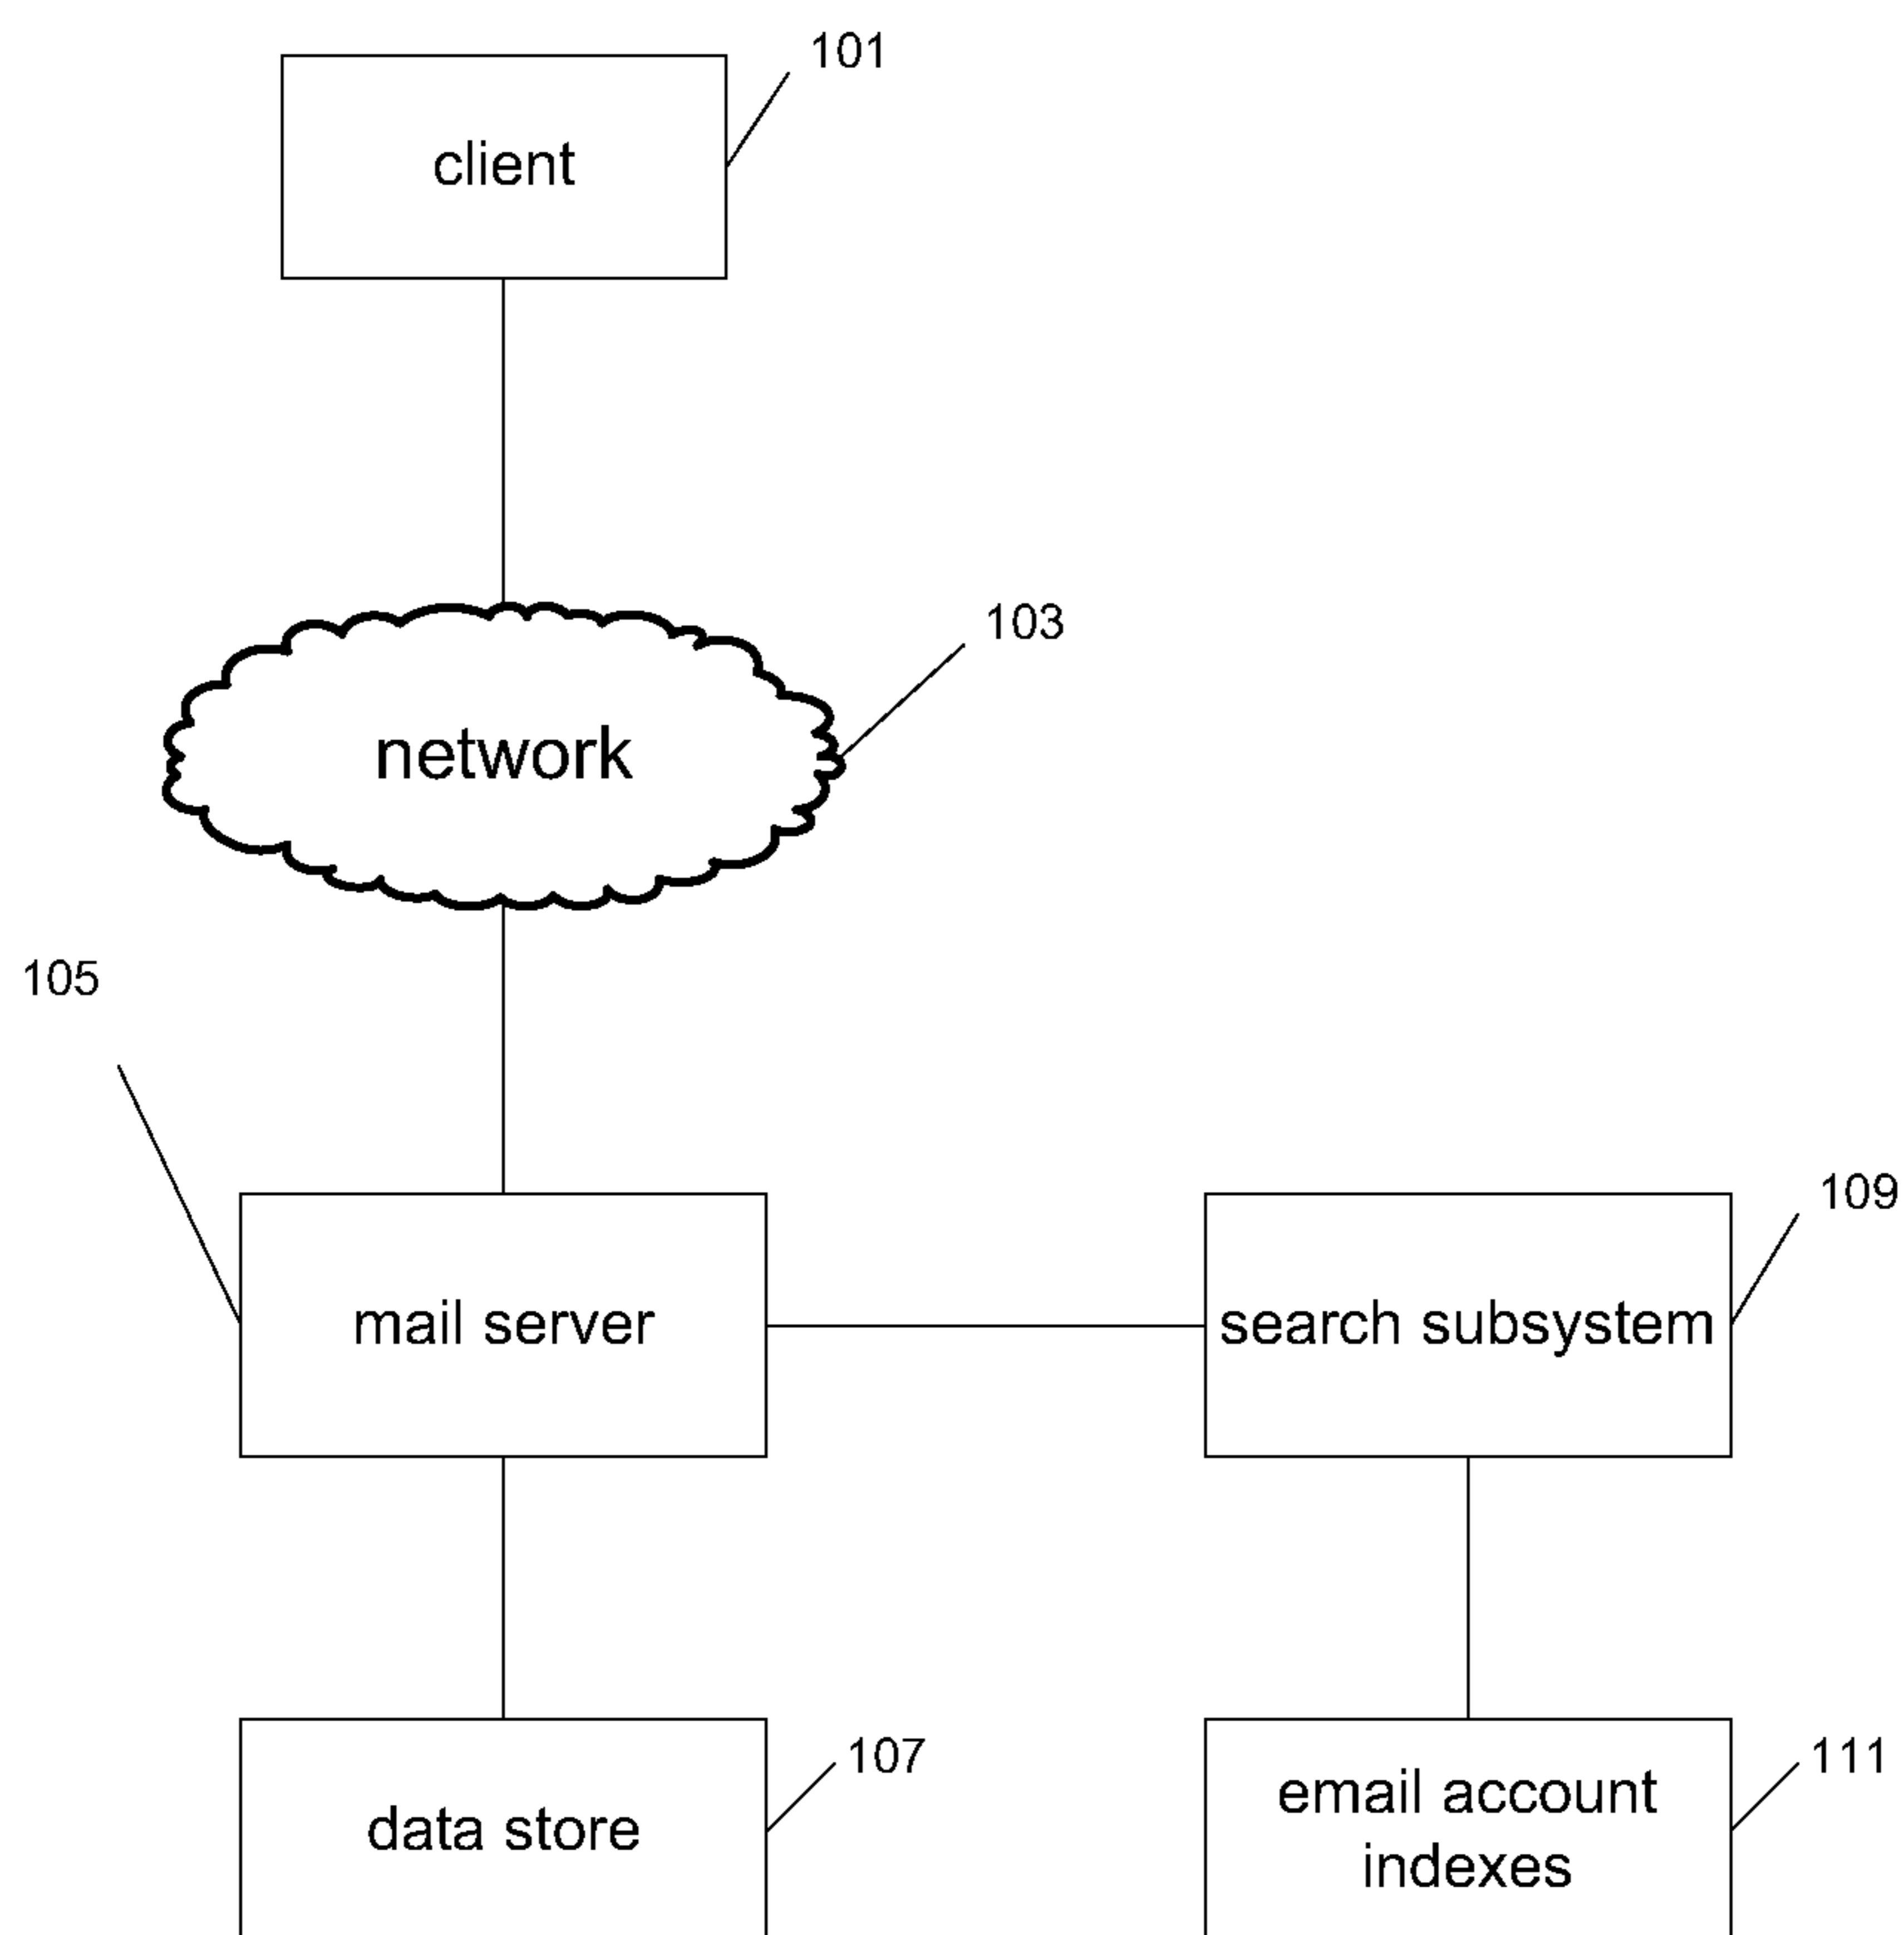 101
client
103
network
105
109
mail server
search subsystem
107
111
data store
email account
indexes